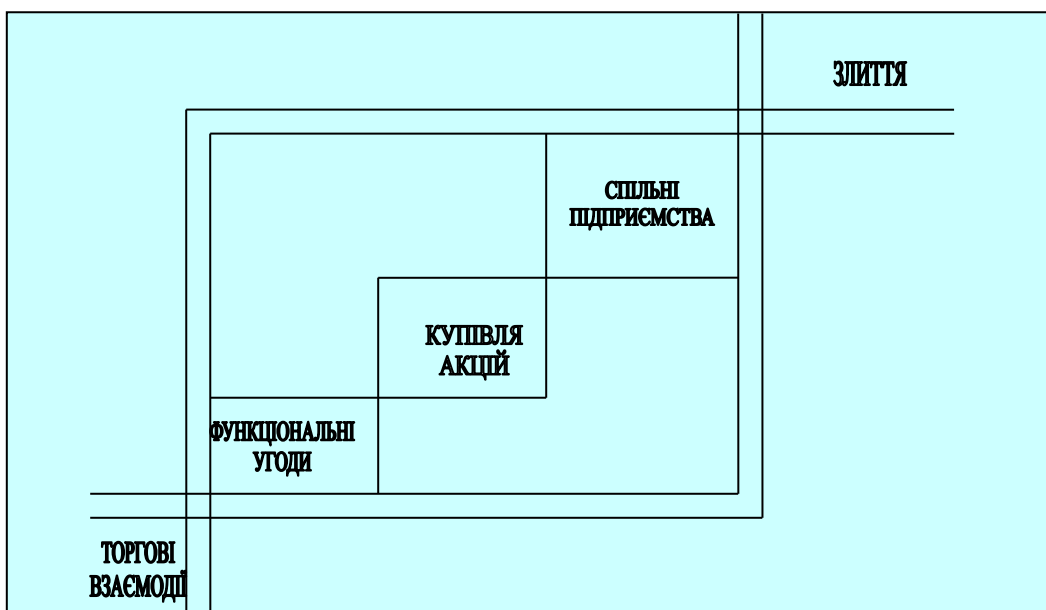 ЗЛИТТЯ
СПІЛЬНІ
ПІДПРИЄМСТВА
КУПІВЛЯ
АКЦІЙ
ФУНКЦІОНАЛЬНІ
УГОДИ
ТОРГОВІ
ВЗАЄМОДІЇ